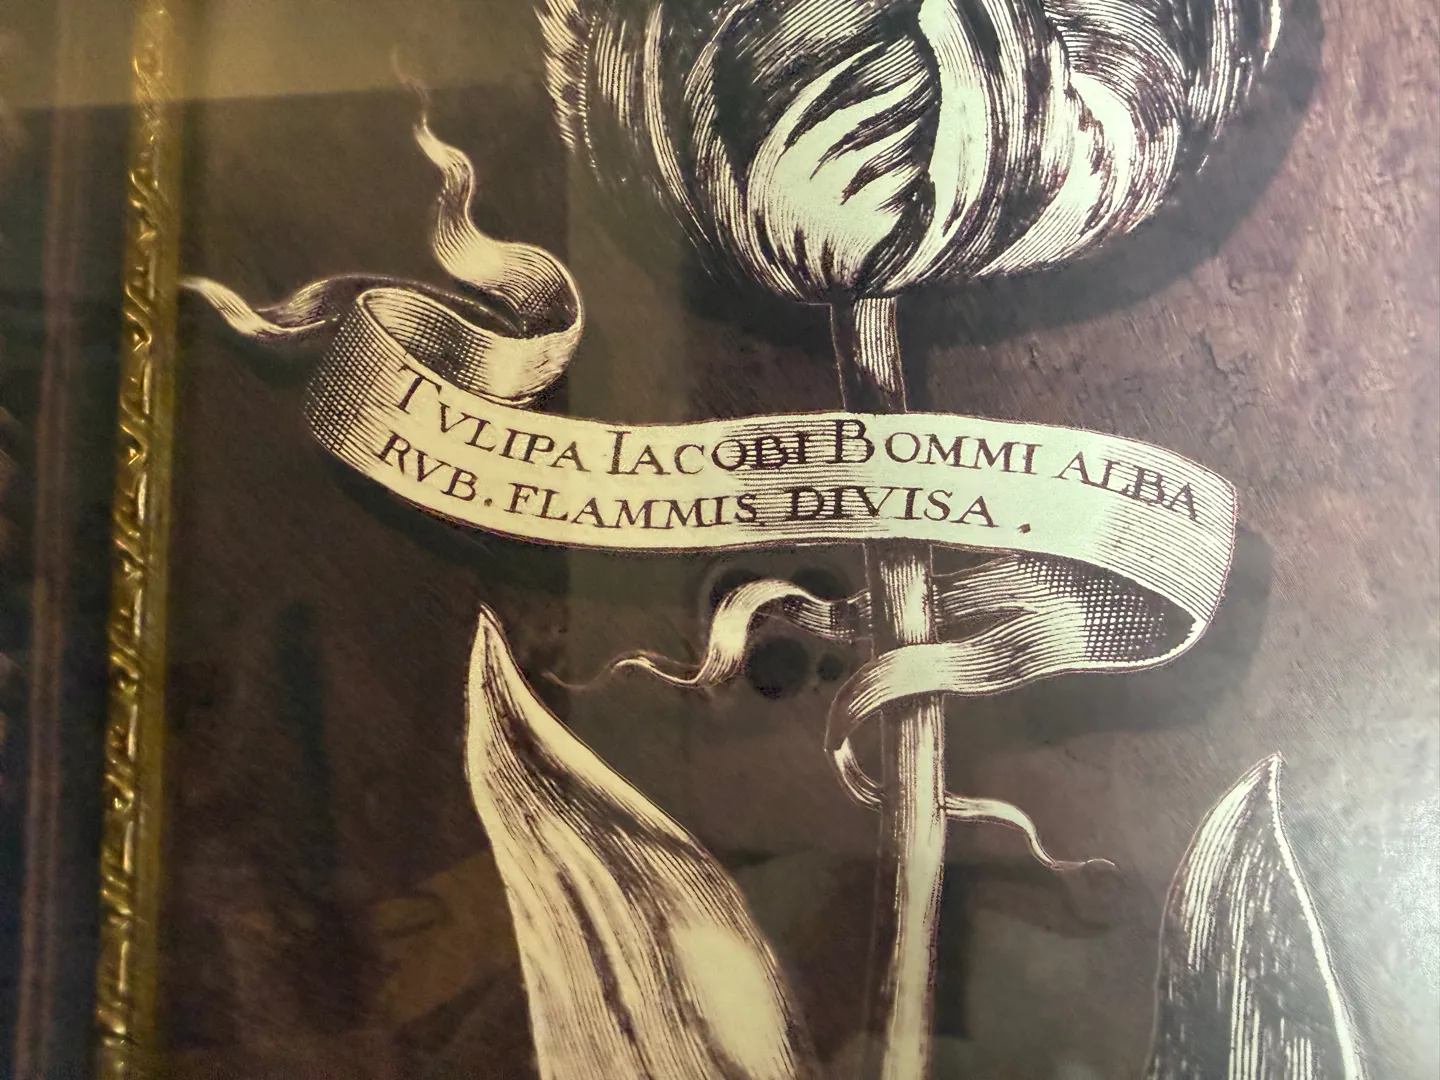 TVLIPA IACOBI BOMMI ALBA
RVB. FLAMMIS DIVISA.